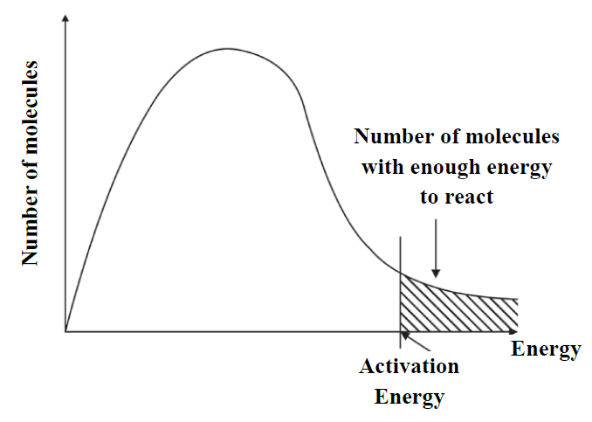 Number of molecules
Number of molecules
with enough energy
to react
Energy
Activation
Energy